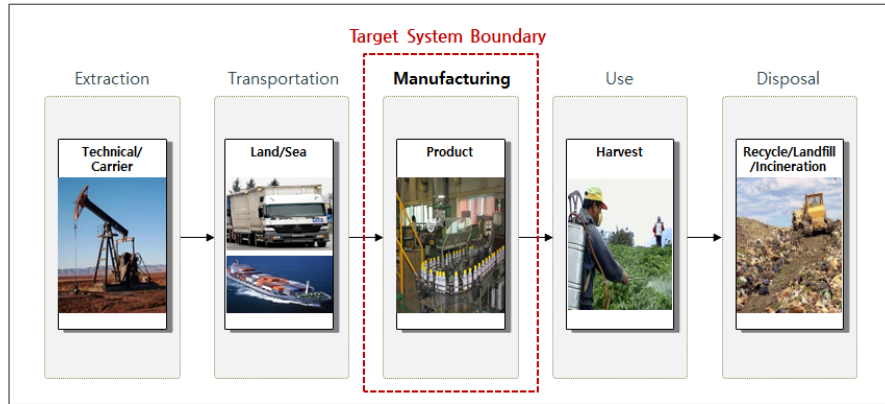 Target System Boundary
Extraction
Transportation
Manufacturing
Use
Disposal
Technical/
Carrier
Land/Sea
Product
Harvest
Recycle/Landfill
/Incineration